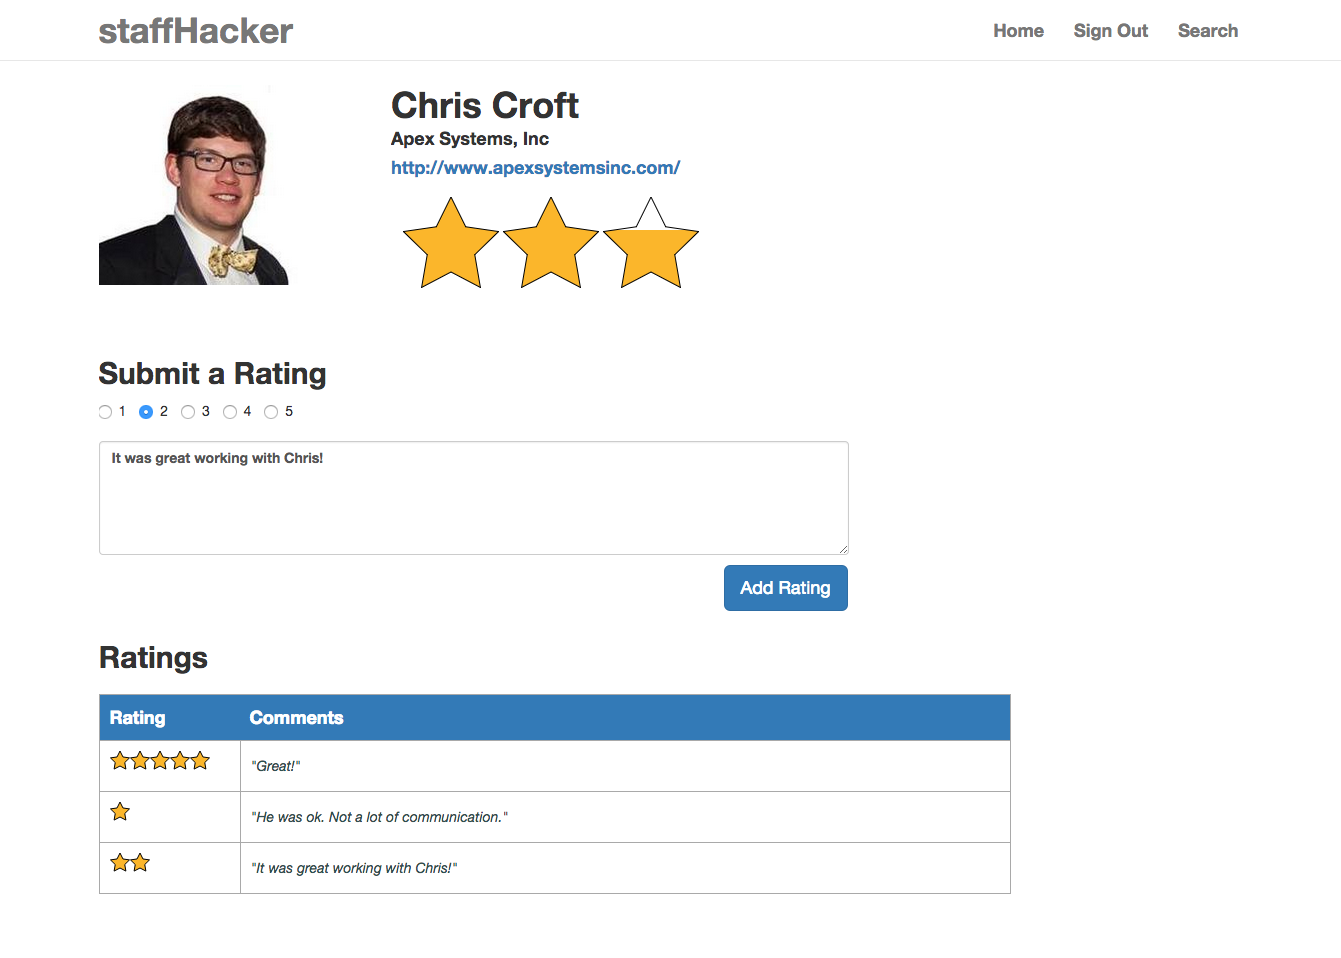 staffHacker
Home Sign Out Search
Chris Croft
Apex Systems, Inc
http://www.apexsystemsinc.com/
Submit a Rating
1 2 3 4 5
It was great working with Chris!
Add Rating
Ratings
Rating Comments
"Great!"
"He was ok. Not a lot of communication."
"It was great working with Chris!"